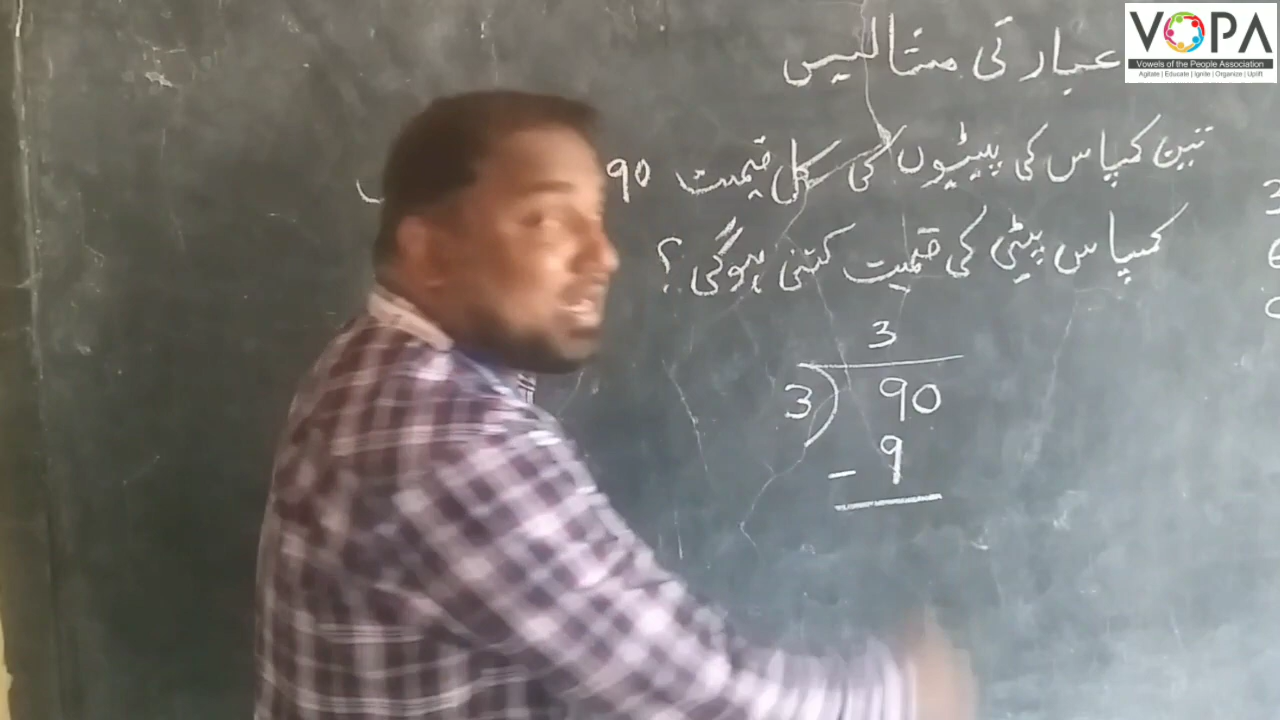 عبارتی مثالیں
تین کمپاس کی پیٹیوں کی کل قیمت 90
کمپاس پیٹی کی قیمت کتنی ہوگی؟
3
3) 90
- 9
VOPA
Vowels of the People Association
Agitate | Educate | Ignite | Organize | Uplift